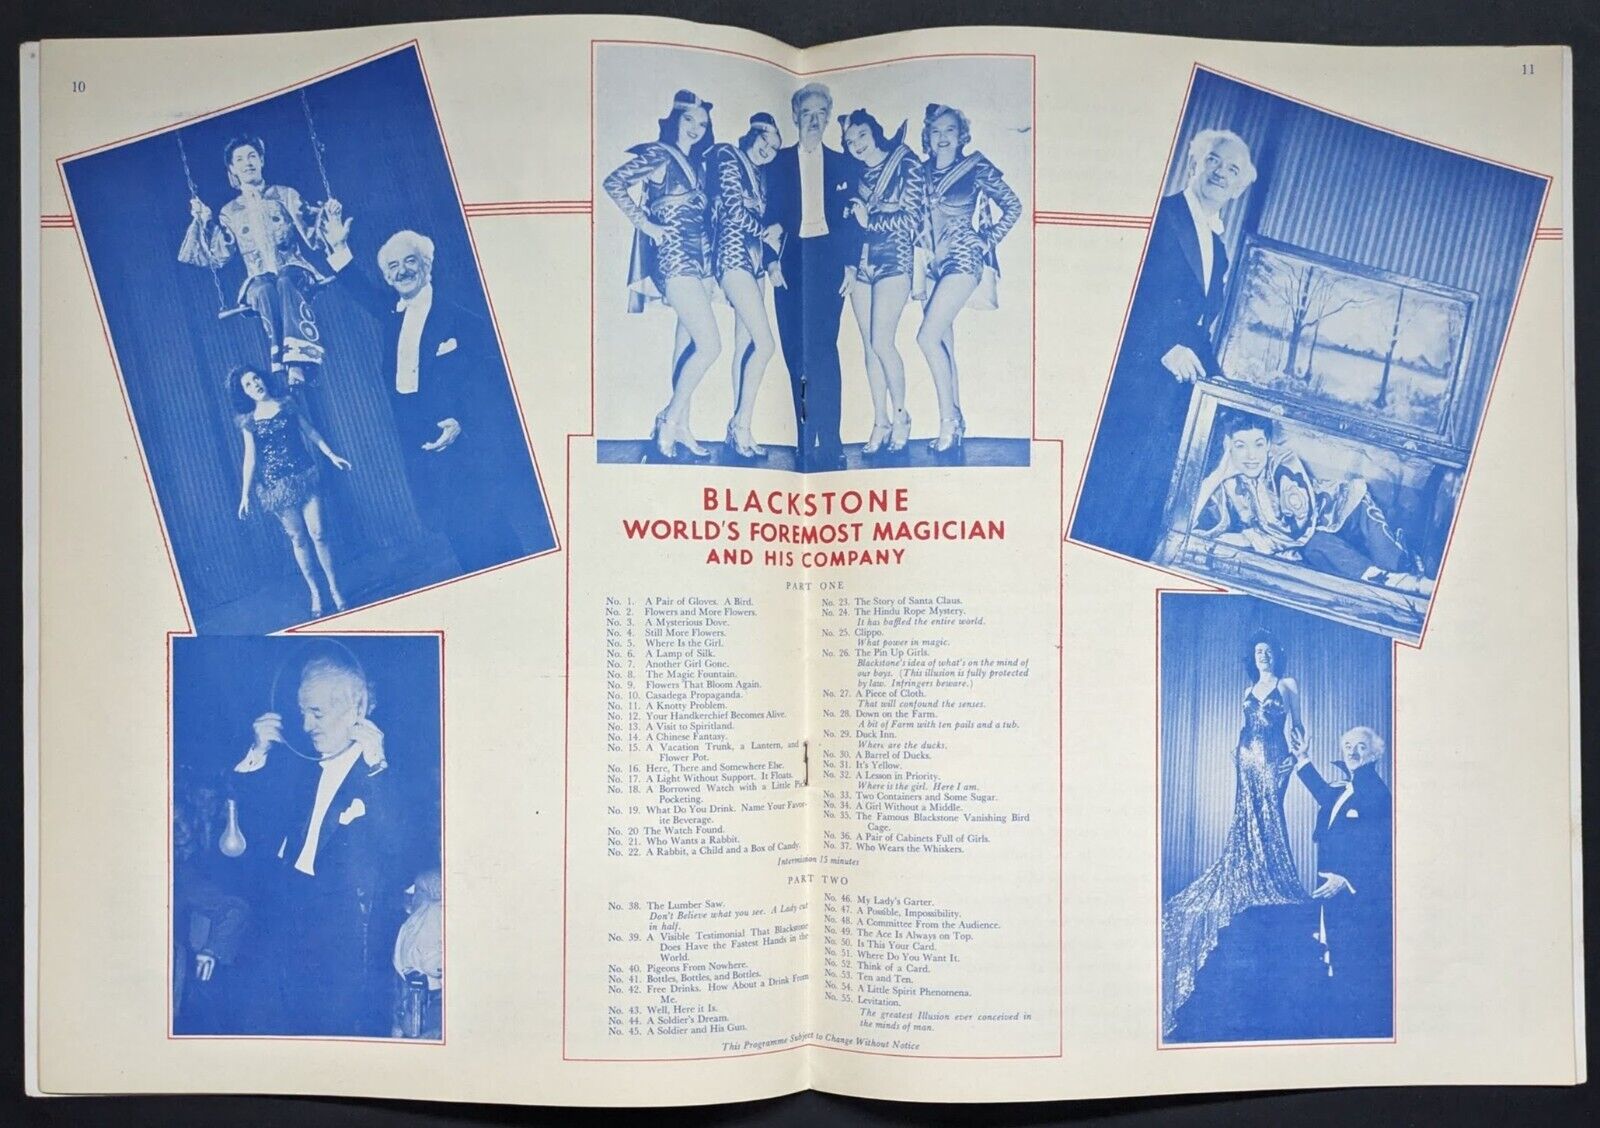 10
11
BLACKSTONE
WORLD'S FOREMOST MAGICIAN
AND HIS COMPANY
PART ONE
No. 1. A Pair of Gloves. A Bird.
No. 2. Flowers and More Flowers.
No. 3. A Mysterious Dove.
No. 4. Still More Flowers.
No. 5. Where Is the Girl.
No. 6. A Lamp of Silk.
No. 7. Another Girl Gone.
No. 8. The Magic Fountain.
No. 9. Flowers That Bloom Again.
No. 10. Casadega Propaganda.
No. 11. A Knotty Problem.
No. 12. Your Handkerchief Becomes Alive.
No. 13. A Visit to Spiritland.
No. 14. A Chinese Fantasy.
No. 15. A Vacation Trunk, a Lantern, and a
Flower Pot.
No. 16. Here, There and Somewhere Else.
No. 17. A Light Without Support. It Floats.
No. 18. A Borrowed Watch with a Little Pick
Pocketing.
No. 19. What Do You Drink. Name Your Favor-
ite Beverage.
No. 20 The Watch Found.
No. 21. Who Wants a Rabbit.
No. 22. A Rabbit, a Child and a Box of Candy.
No. 23. The Story of Santa Claus.
No. 24. The Hindu Rope Mystery.
It has baffled the entire world.
No. 25. Clippo.
What power in magic.
No. 26. The Pin Up Girls.
Blackstone's idea of what's on the mind of
our boys. (This illusion is fully protected
by law. Infringers beware.)
No. 27. A Piece of Cloth.
That will confound the senses.
No. 28. Down on the Farm.
A bit of Farm with ten pails and a tub.
No. 29. Duck Inn.
Where are the ducks.
No. 30. A Barrel of Ducks.
No. 31. It's Yellow.
No. 32. A Lesson in Priority.
Where is the girl. Here I am.
No. 33. Two Containers and Some Sugar.
No. 34. A Girl Without a Middle.
No. 35. The Famous Blackstone Vanishing Bird
Cage.
No. 36. A Pair of Cabinets Full of Girls.
No. 37. Who Wears the Whiskers.
Intermission 15 minutes
PART TWO
No. 38. The Lumber Saw.
Don't Believe what you see. A Lady cut
in half.
No. 39. A Visible Testimonial That Blackstone
Does Have the Fastest Hands in the
World.
No. 40. Pigeons From Nowhere.
No. 41. Bottles, Bottles, and Bottles.
No. 42. Free Drinks. How About a Drink From
Me.
No. 43. Well, Here it Is.
No. 44. A Soldier's Dream.
No. 45. A Soldier and His Gun.
No. 46. My Lady's Garter.
No. 47. A Possible, Impossibility.
No. 48. A Committee From the Audience.
No. 49. The Ace Is Always on Top.
No. 50. Is This Your Card.
No. 51. Where Do You Want It.
No. 52. Think of a Card.
No. 53. Ten and Ten.
No. 54. A Little Spirit Phenomena.
No. 55. Levitation.
The greatest Illusion ever conceived in
the minds of man.
This Programme Subject to Change Without Notice